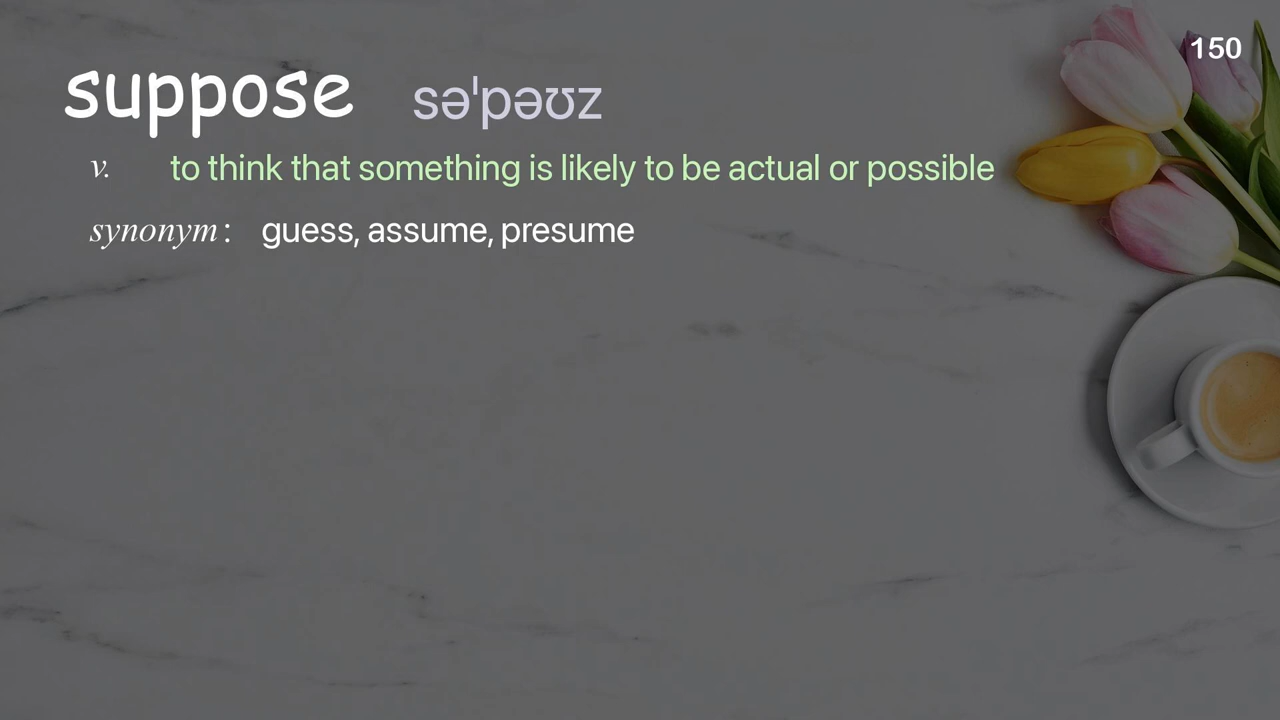 150
suppose səˈpəʊz
v. to think that something is likely to be actual or possible
synonym : guess, assume, presume